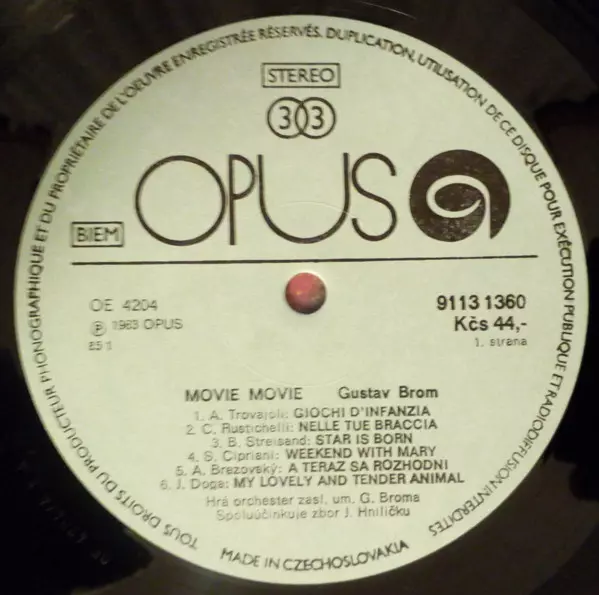 TOUS DROITS DU PRODUCTEUR PHONOGRAPHIQUE ET DU PROPRIÉTAIRE DE L'OEUVRE ENREGISTRÉE RÉSERVÉS. DUPLICATION, UTILISATION DE CE DISQUE POUR EXÉCUTION PUBLIQUE ET RADIODIFFUSION INTERDITES
STEREO
33
OPUS
BIEM
OE 4204
℗ 1983 OPUS
85 1
9113 1360
Kčs 44,-
1. strana
MOVIE MOVIE Gustav Brom
1. A. Trovajoli: GIOCHI D'INFANZIA
2. C. Rustichelli: NELLE TUE BRACCIA
3. B. Streisand: STAR IS BORN
4. S. Cipriani: WEEKEND WITH MARY
5. A. Brezovský: A TERAZ SA ROZHODNI
6. J. Doga: MY LOVELY AND TENDER ANIMAL
Hrá orchester zasl. um. G. Broma
Spoluúčinkuje zbor J. Hniličku
MADE IN CZECHOSLOVAKIA